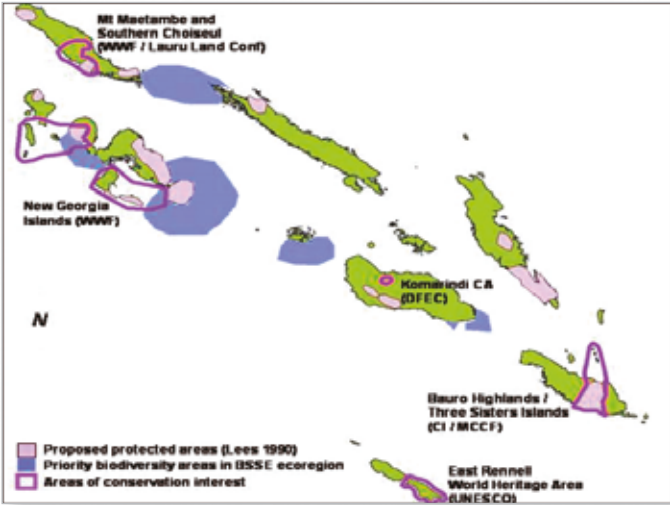 Mt Maetambe and
Southern Choiseul
(WWF / Lauru Land Conf)
New Georgia
Islands (WWF)
Komarindi CA
(DFEC)
N
Bauro Highlands /
Three Sisters Islands
(CI / MCCF)
Proposed protected areas (Lees 1990)
Priority biodiversity areas in BSSE ecoregion
Areas of conservation interest
East Rennell
World Heritage Area
(UNESCO)